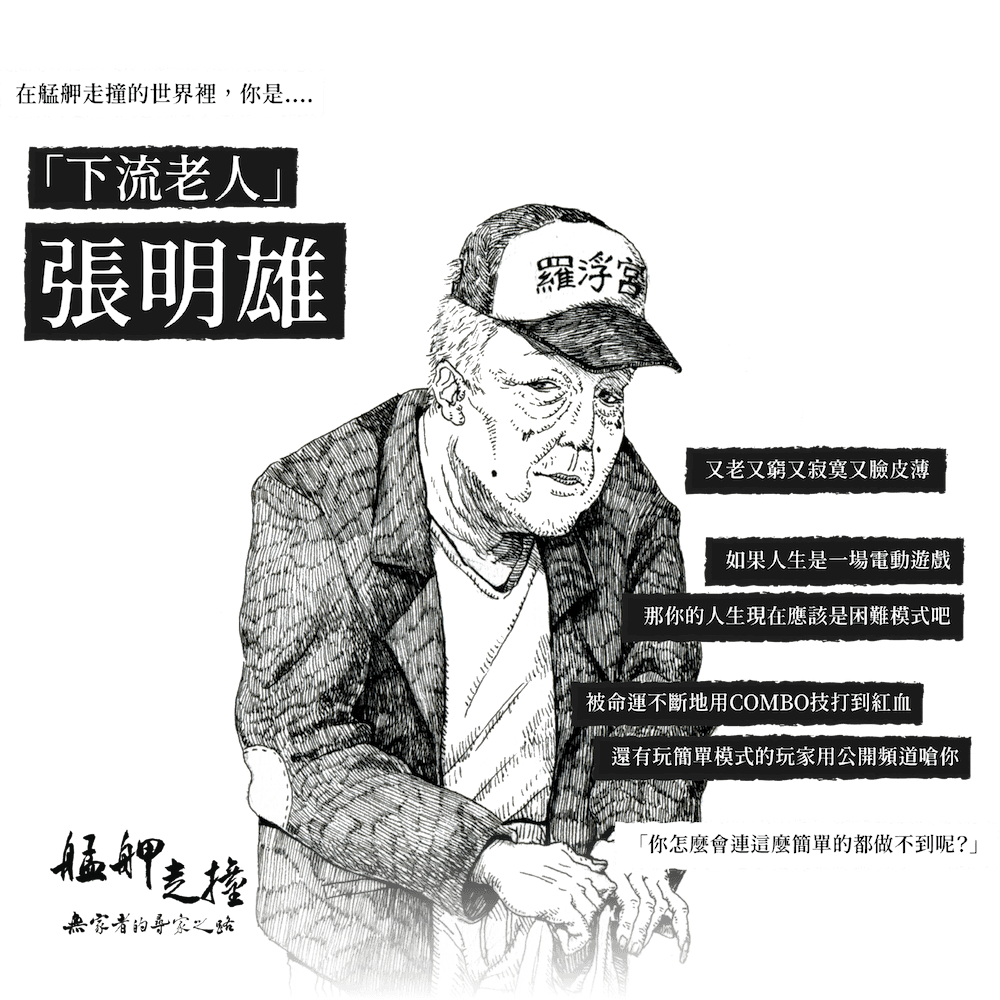 在艋舺走撞的世界裡，你是....
「下流老人」
張明雄
羅浮宮
又老又窮又寂寞又臉皮薄
如果人生是一場電動遊戲
那你的人生現在應該是困難模式吧
被命運不斷地用COMBO技打到紅血
還有玩簡單模式的玩家用公開頻道嗆你
「你怎麼會連這麼簡單的都做不到呢?」
艋舺走撞
無家者的尋家之路